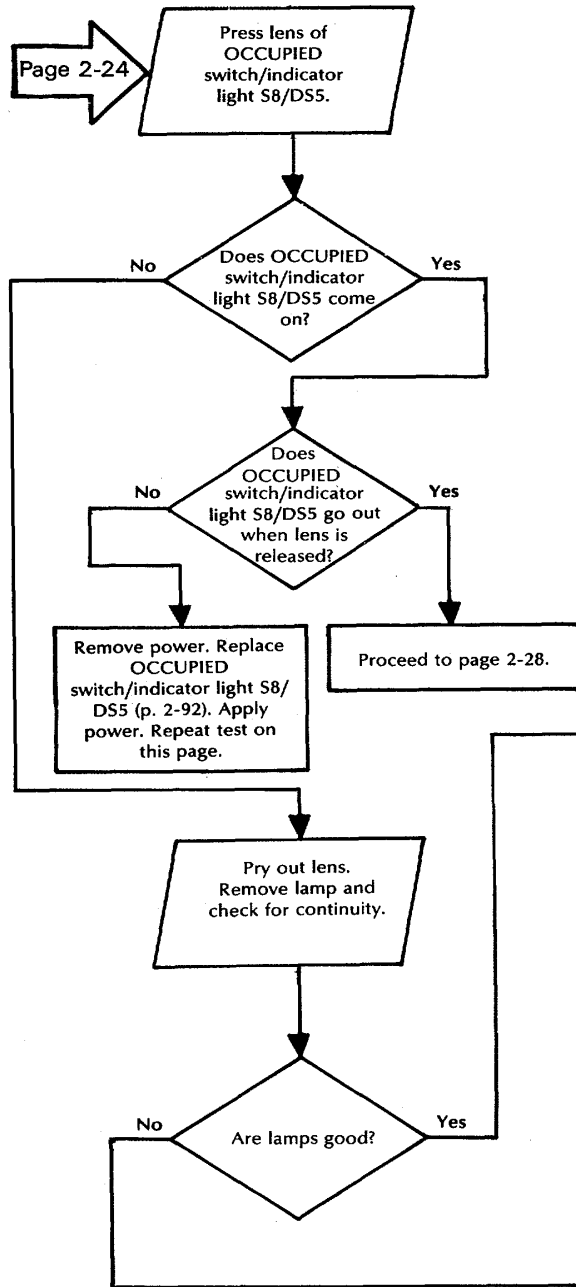 Page 2-24
Press lens of
OCCUPIED
switch/indicator
light S8/DS5.
No
Yes
Does OCCUPIED
switch/indicator
light S8/DS5 come
on?
No
Yes
Does
OCCUPIED
switch/indicator
light S8/DS5 go out
when lens is
released?
Remove power. Replace
OCCUPIED
switch/indicator light S8/
DS5 (p. 2-92). Apply
power. Repeat test on
this page.
Proceed to page 2-28.
Pry out lens.
Remove lamp and
check for continuity.
No
Yes
Are lamps good?